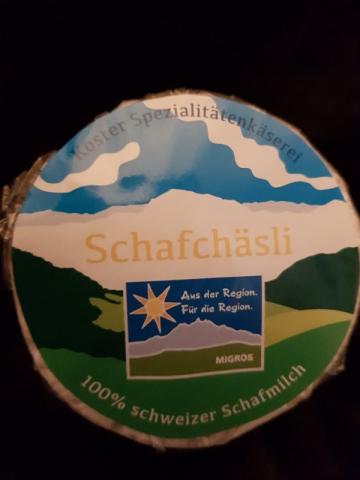 Koster Spezialitätenkäserei
Schafchäsli
Aus der Region.
Für die Region.
MIGROS
100% schweizer Schafmilch